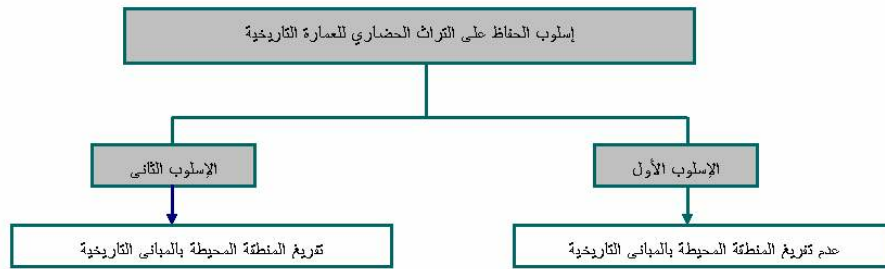 إسلوب الحفاظ على التراث الحضاري للعمارة التاريخية
الإسلوب الأول
الإسلوب الثانى
عدم تفريغ المنطقة المحيطة بالمبانى التاريخية
تفريغ المنطقة المحيطة بالمبانى التاريخية